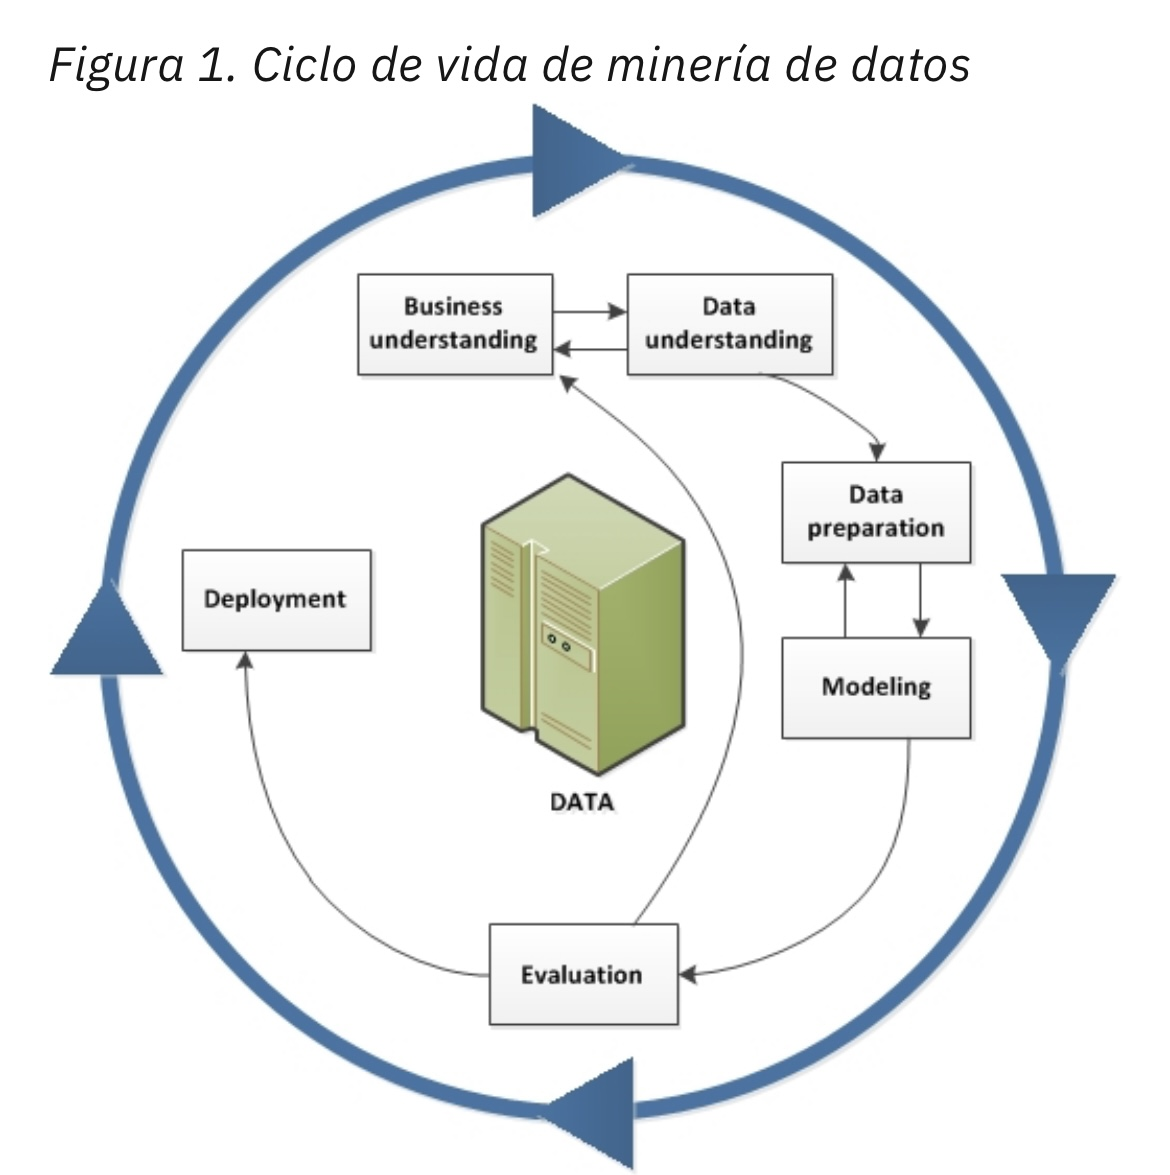 Figura 1. Ciclo de vida de minería de datos
Business
understanding
Data
understanding
Data
preparation
Deployment
Modeling
DATA
Evaluation